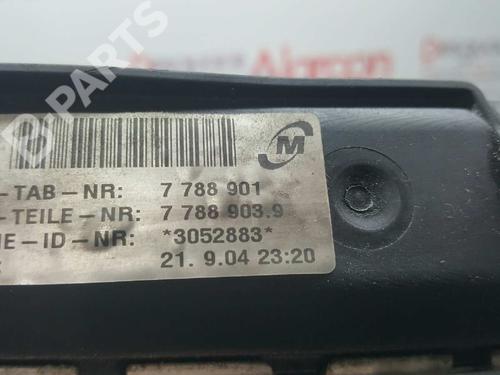 B-PARTS
M
-TAB-NR: 7 788 901
-TEILE-NR: 7 788 903.9
E-ID-NR: *3052883*
: 21. 9.04 23:20